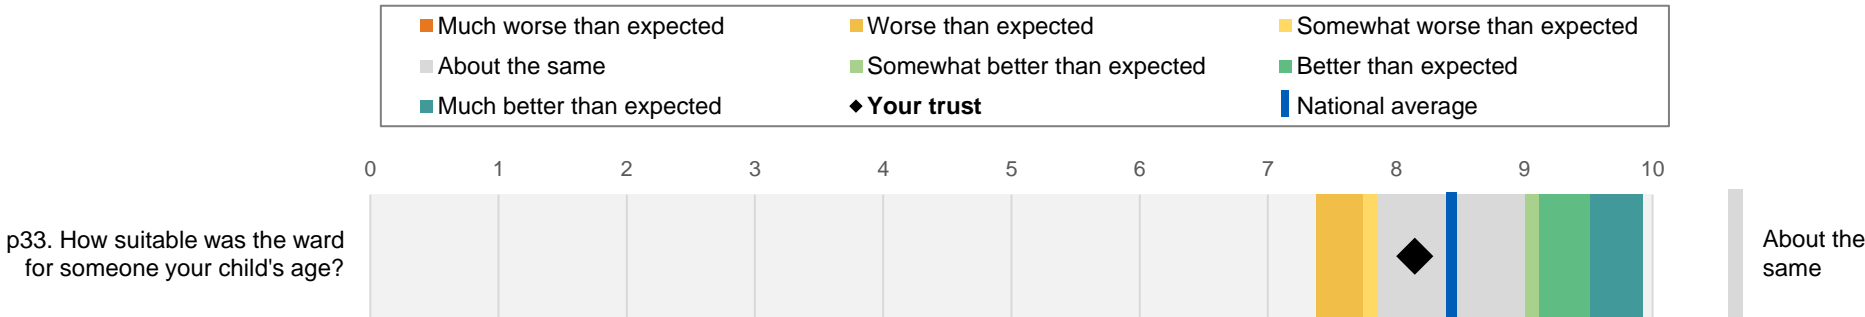 Much worse than expected
Worse than expected
Somewhat worse than expected
About the same
Somewhat better than expected
Better than expected
Much better than expected
Your trust
National average
0 1 2 3 4 5 6 7 8 9 10
p33. How suitable was the ward
for someone your child's age?
About the
same